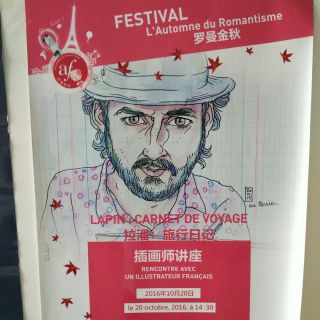 FESTIVAL
L'Automne du Romantisme
罗曼金秋
af
LAPIN - CARNET DE VOYAGE
拉潘 - 旅行日记
插画师讲座
RENCONTRE AVEC
UN ILLUSTRATEUR FRANÇAIS
2016年10月20日
le 20 octobre, 2016, à 14 :30